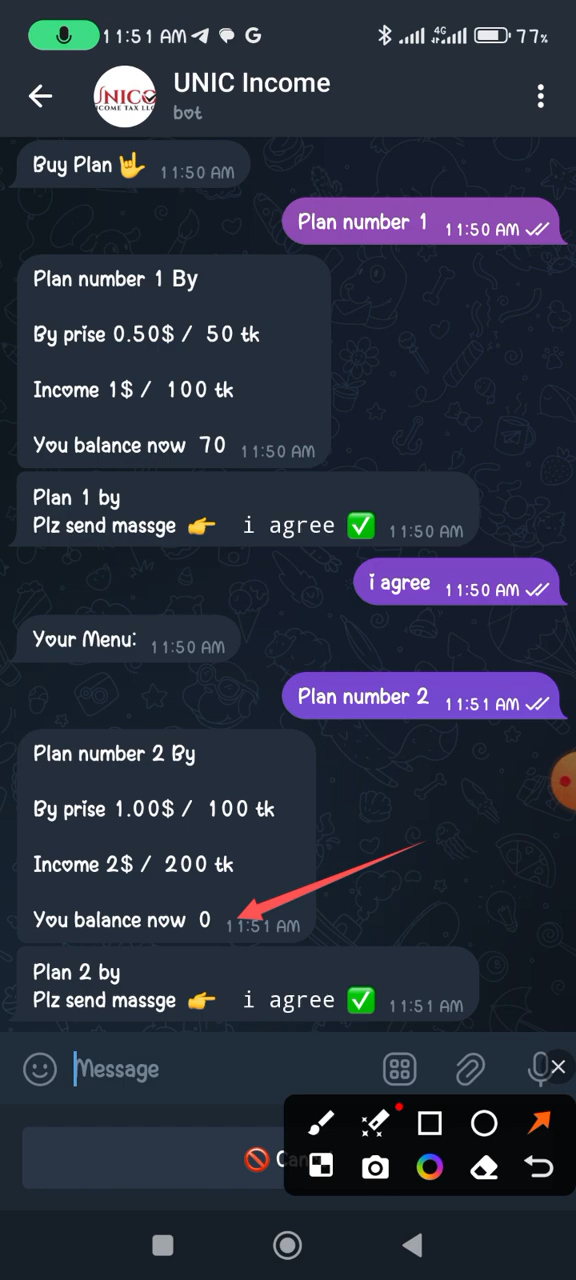 11:51 AM G 4G 77%
UNIC Income
bot
UNICO
COME TAX LLC
Buy Plan 🤟 11:50 AM
Plan number 1 11:50 AM
Plan number 1 By
By prise 0.50$ / 50 tk
Income 1$ / 100 tk
You balance now 70 11:50 AM
Plan 1 by
Plz send massge 👉 i agree ✅ 11:50 AM
i agree 11:50 AM
Your Menu: 11:50 AM
Plan number 2 11:51 AM
Plan number 2 By
By prise 1.00$ / 100 tk
Income 2$ / 200 tk
You balance now 0 11:51 AM
Plan 2 by
Plz send massge 👉 i agree ✅ 11:51 AM
Message